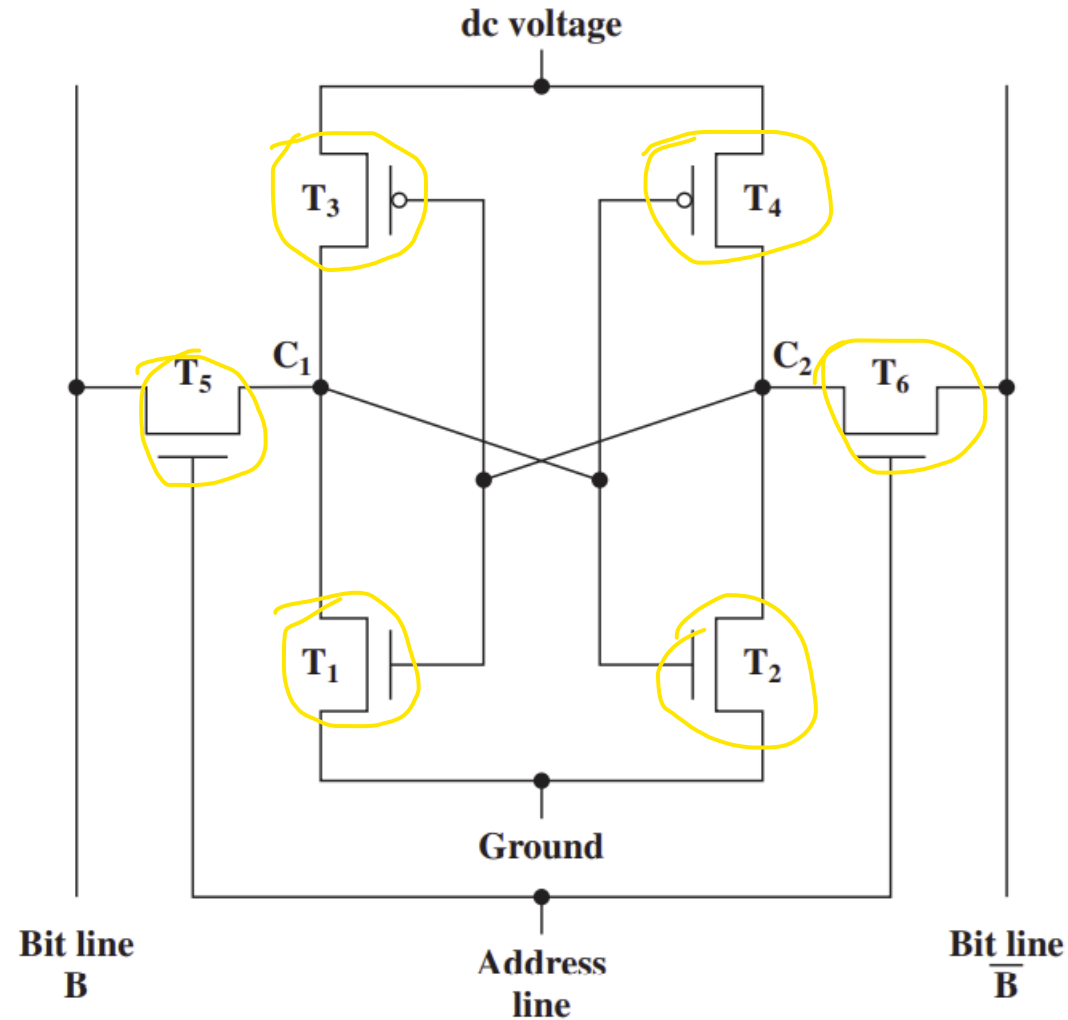 dc voltage
T3
T4
T5
C1
C2
T6
T1
T2
Ground
Bit line
B
Address
line
Bit line
B̅